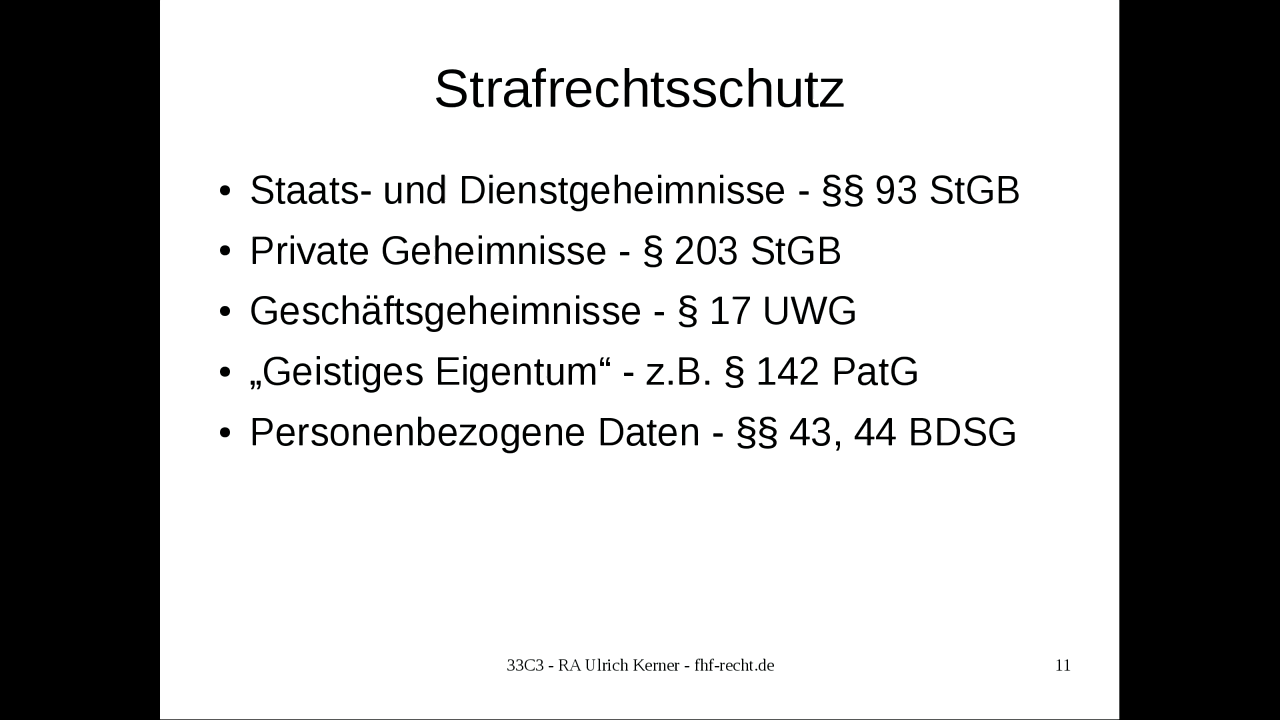 Strafrechtsschutz
• Staats- und Dienstgeheimnisse - §§ 93 StGB
• Private Geheimnisse - § 203 StGB
• Geschäftsgeheimnisse - § 17 UWG
• „Geistiges Eigentum“ - z.B. § 142 PatG
• Personenbezogene Daten - §§ 43, 44 BDSG
33C3 - RA Ulrich Kerner - fhf-recht.de
11